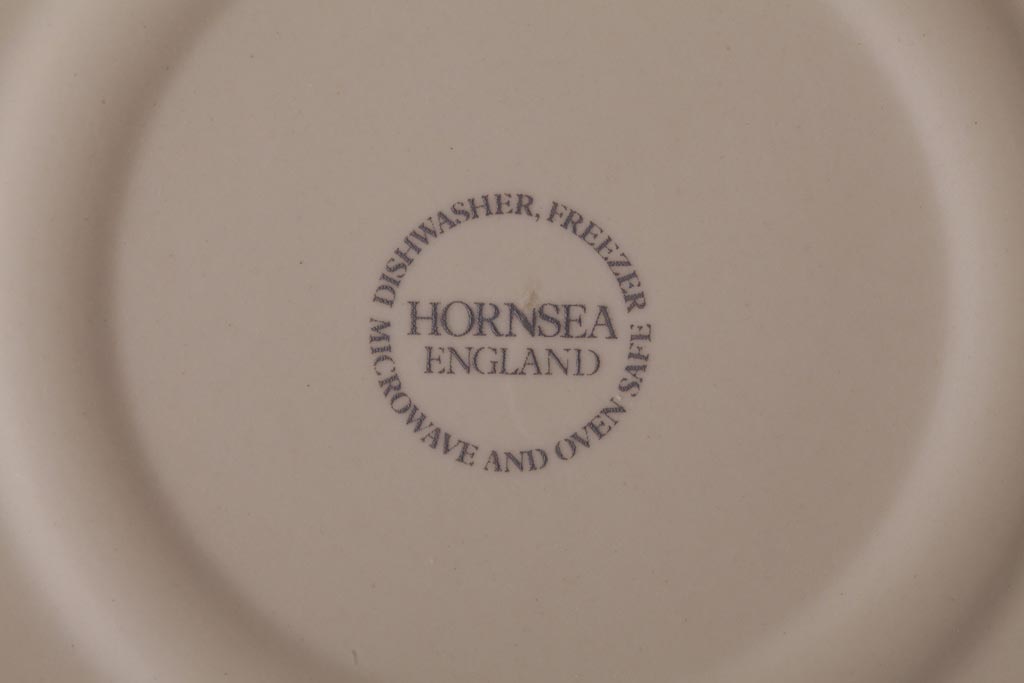 DISHWASHER, FREEZER
HORNSEA
ENGLAND
MICROWAVE AND OVEN SAFE